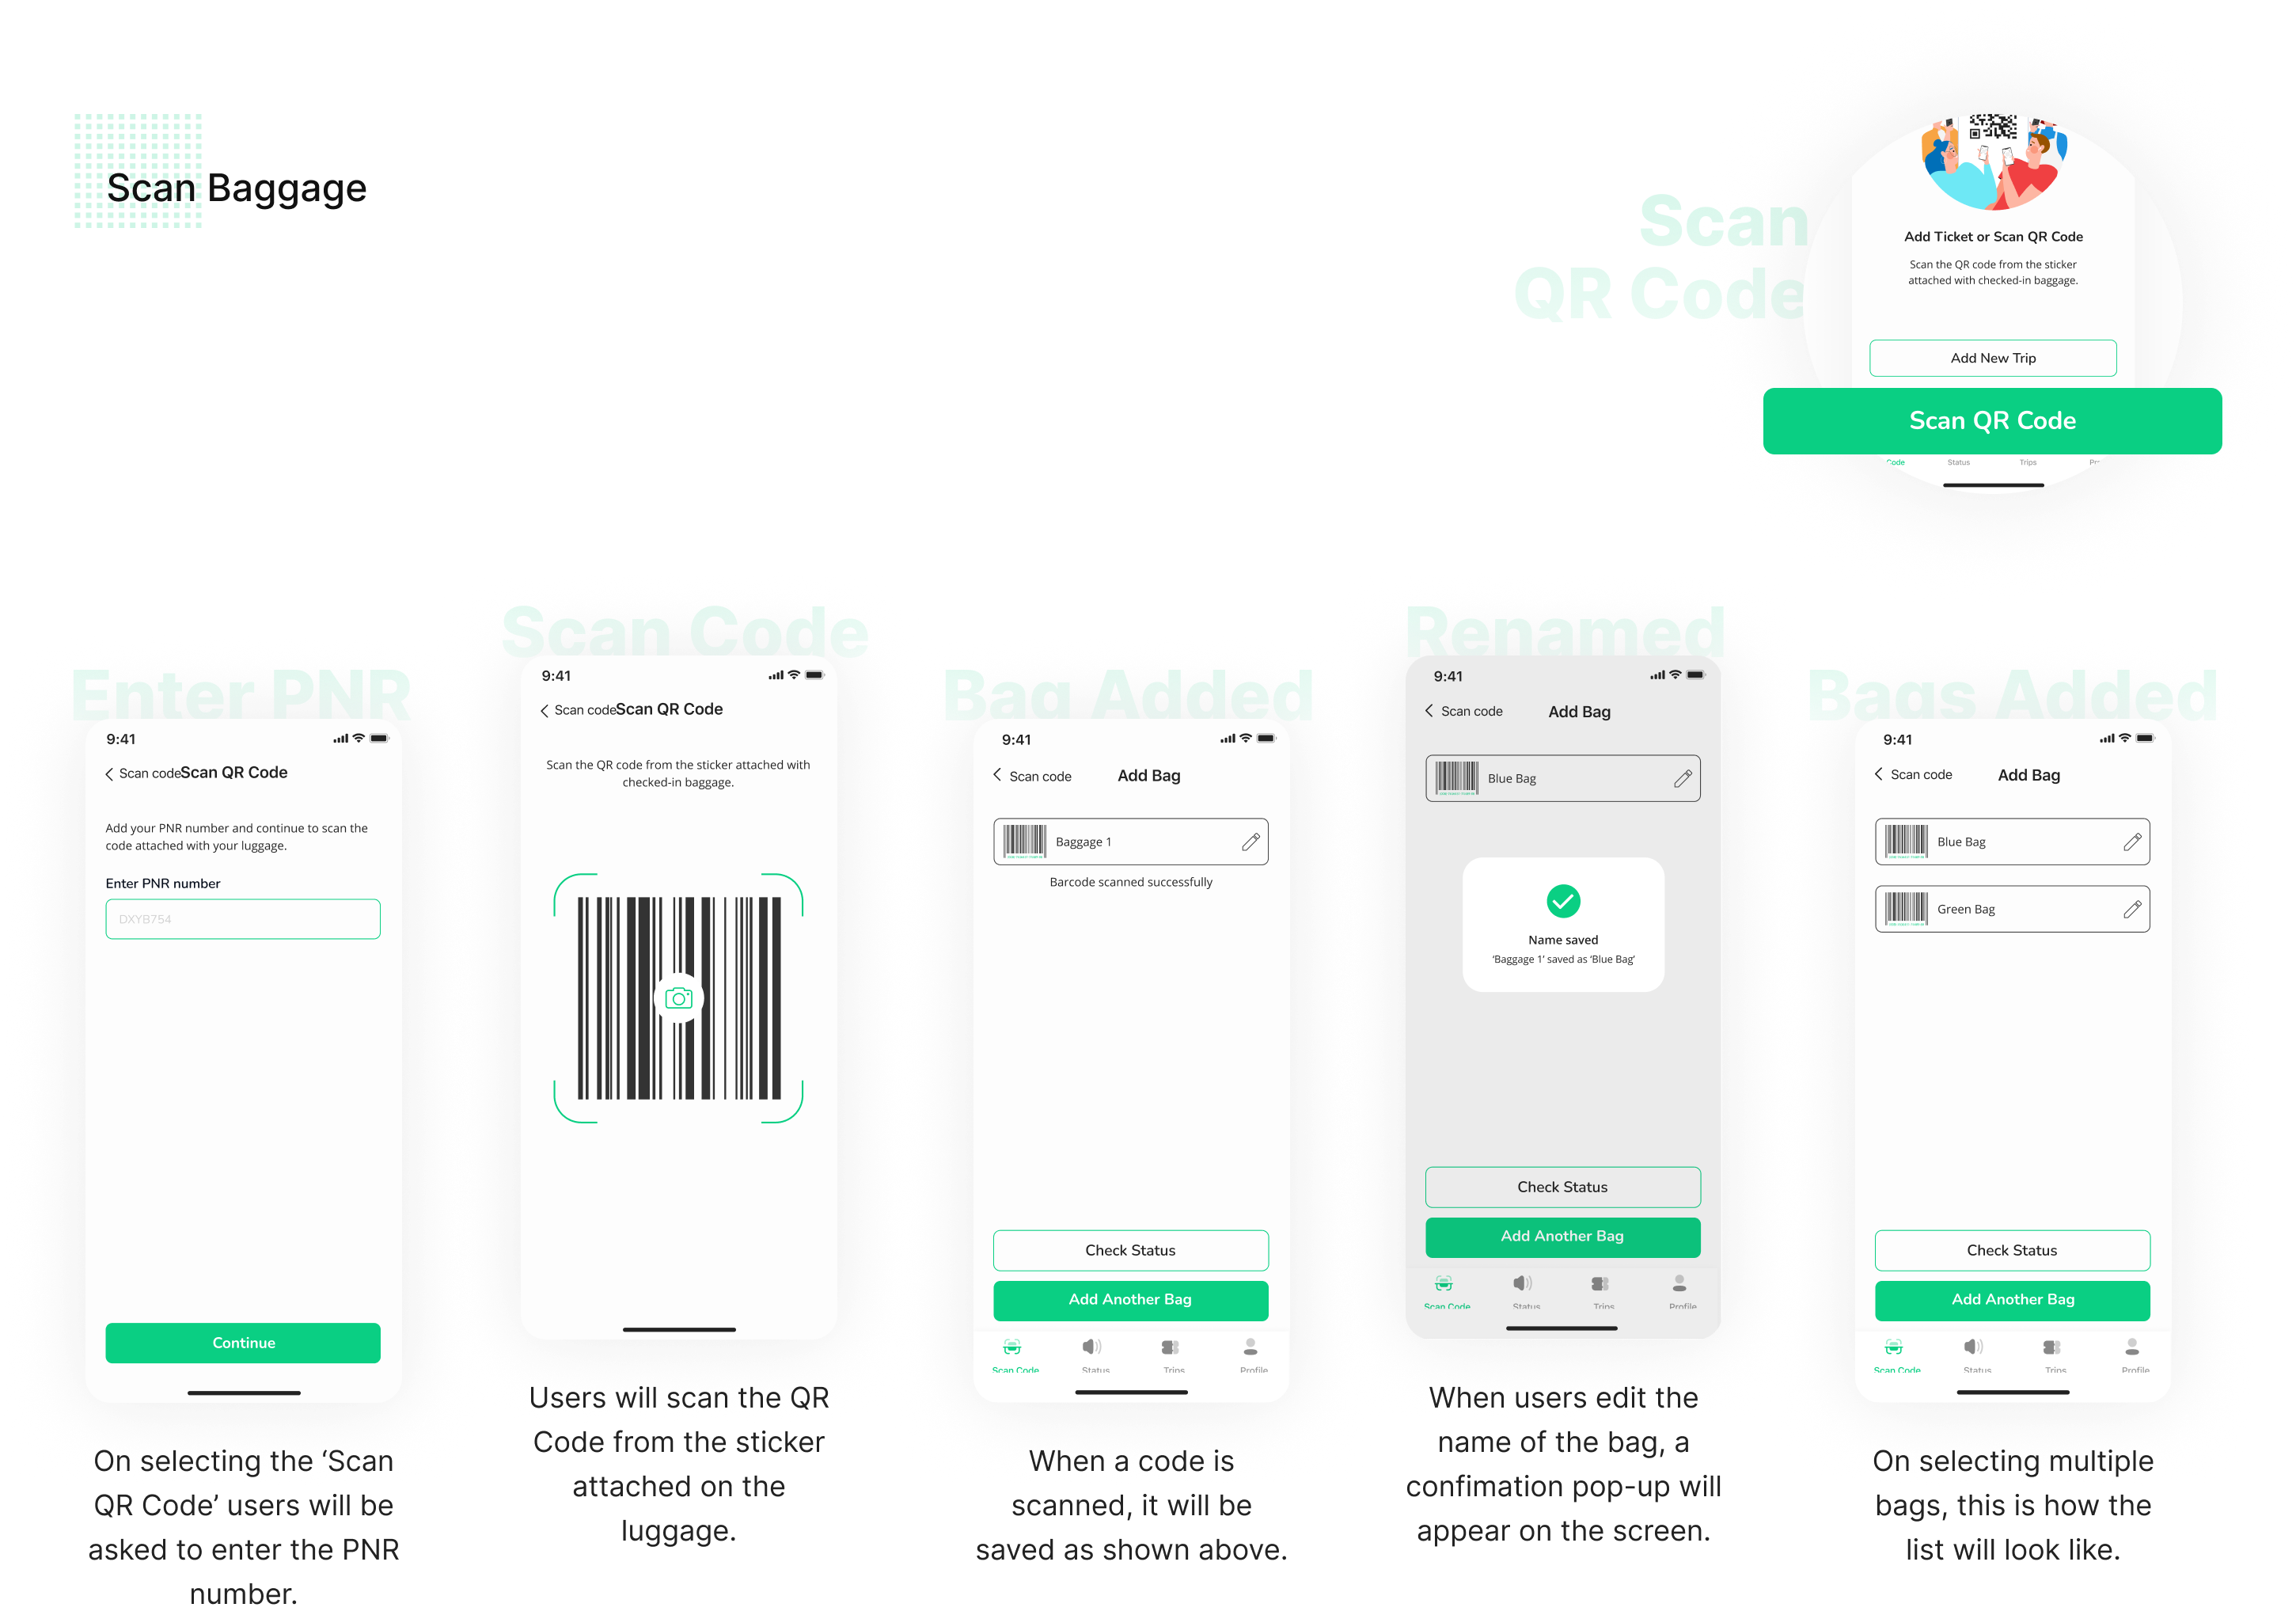 Scan Baggage
Scan
QR Code
Add Ticket or Scan QR Code
Scan the QR code from the sticker
attached with checked-in baggage.
Add New Trip
Scan QR Code
Code Status Trips
Enter PNR
9:41
Scan code Scan QR Code
Add your PNR number and continue to scan the
code attached with your luggage.
Enter PNR number
DXYB754
Continue
On selecting the ‘Scan
QR Code’ users will be
asked to enter the PNR
number.
Scan Code
9:41
Scan code Scan QR Code
Scan the QR code from the sticker attached with
checked-in baggage.
Users will scan the QR
Code from the sticker
attached on the
luggage.
Bag Added
9:41
Scan code Add Bag
Baggage 1
Barcode scanned successfully
Check Status
Add Another Bag
Scan Code Status Trips Profile
When a code is
scanned, it will be
saved as shown above.
Renamed
9:41
Scan code Add Bag
Blue Bag
Name saved
‘Baggage 1’ saved as ‘Blue Bag’
Check Status
Add Another Bag
Scan Code Status Trips Profile
When users edit the
name of the bag, a
confimation pop-up will
appear on the screen.
Bags Added
9:41
Scan code Add Bag
Blue Bag
Green Bag
Check Status
Add Another Bag
Scan Code Status Trips Profile
On selecting multiple
bags, this is how the
list will look like.